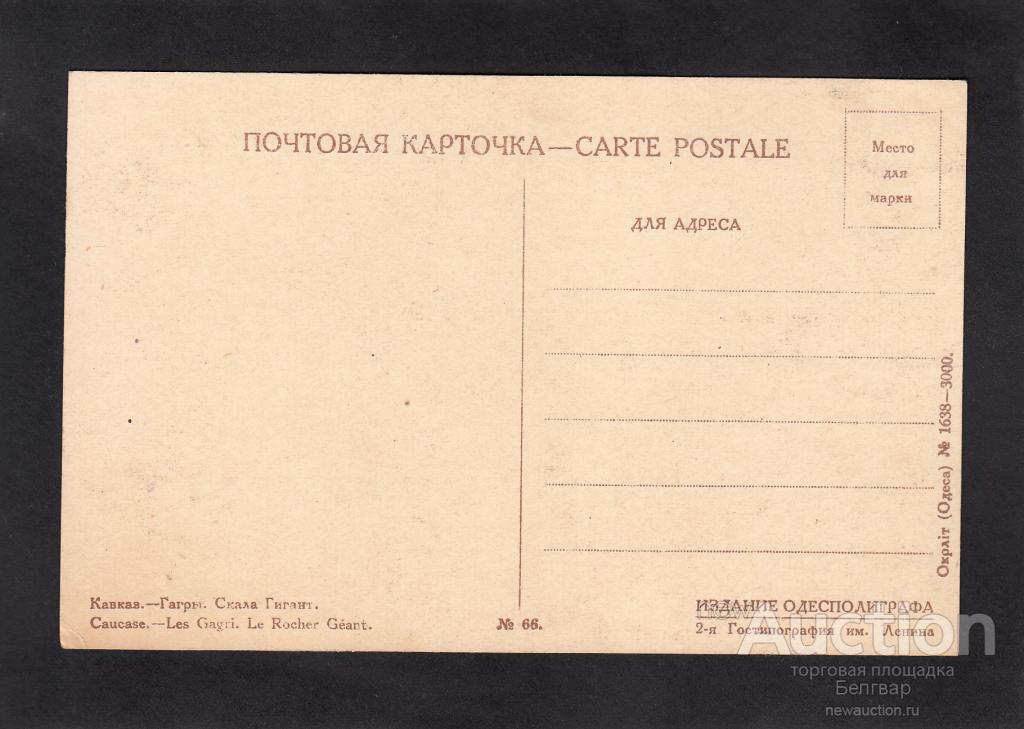 ПОЧТОВАЯ КАРТОЧКА—CARTE POSTALE
Место
для
марки
ДЛЯ АДРЕСА
Окрліт (Одеса) № 1638—3000.
Кавказ.—Гагры. Скала Гигант.
Caucase.—Les Gagri. Le Rocher Géant.
№ 66.
ИЗДАНИЕ ОДЕСПОЛИГРАФА
2-я Гостипография им. Ленина
new
Auction
торговая площадка
Белгвар
newauction.ru